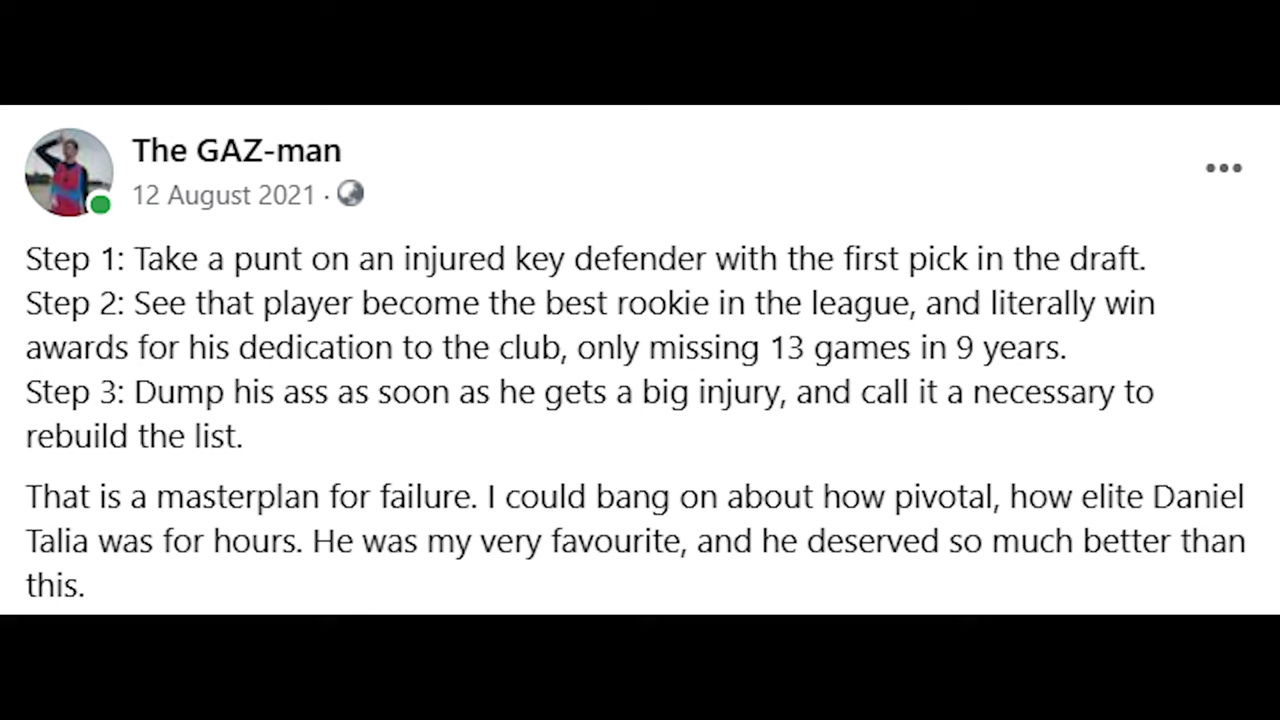 The GAZ-man
12 August 2021 ·
Step 1: Take a punt on an injured key defender with the first pick in the draft.
Step 2: See that player become the best rookie in the league, and literally win
awards for his dedication to the club, only missing 13 games in 9 years.
Step 3: Dump his ass as soon as he gets a big injury, and call it a necessary to
rebuild the list.
That is a masterplan for failure. I could bang on about how pivotal, how elite Daniel
Talia was for hours. He was my very favourite, and he deserved so much better than
this.